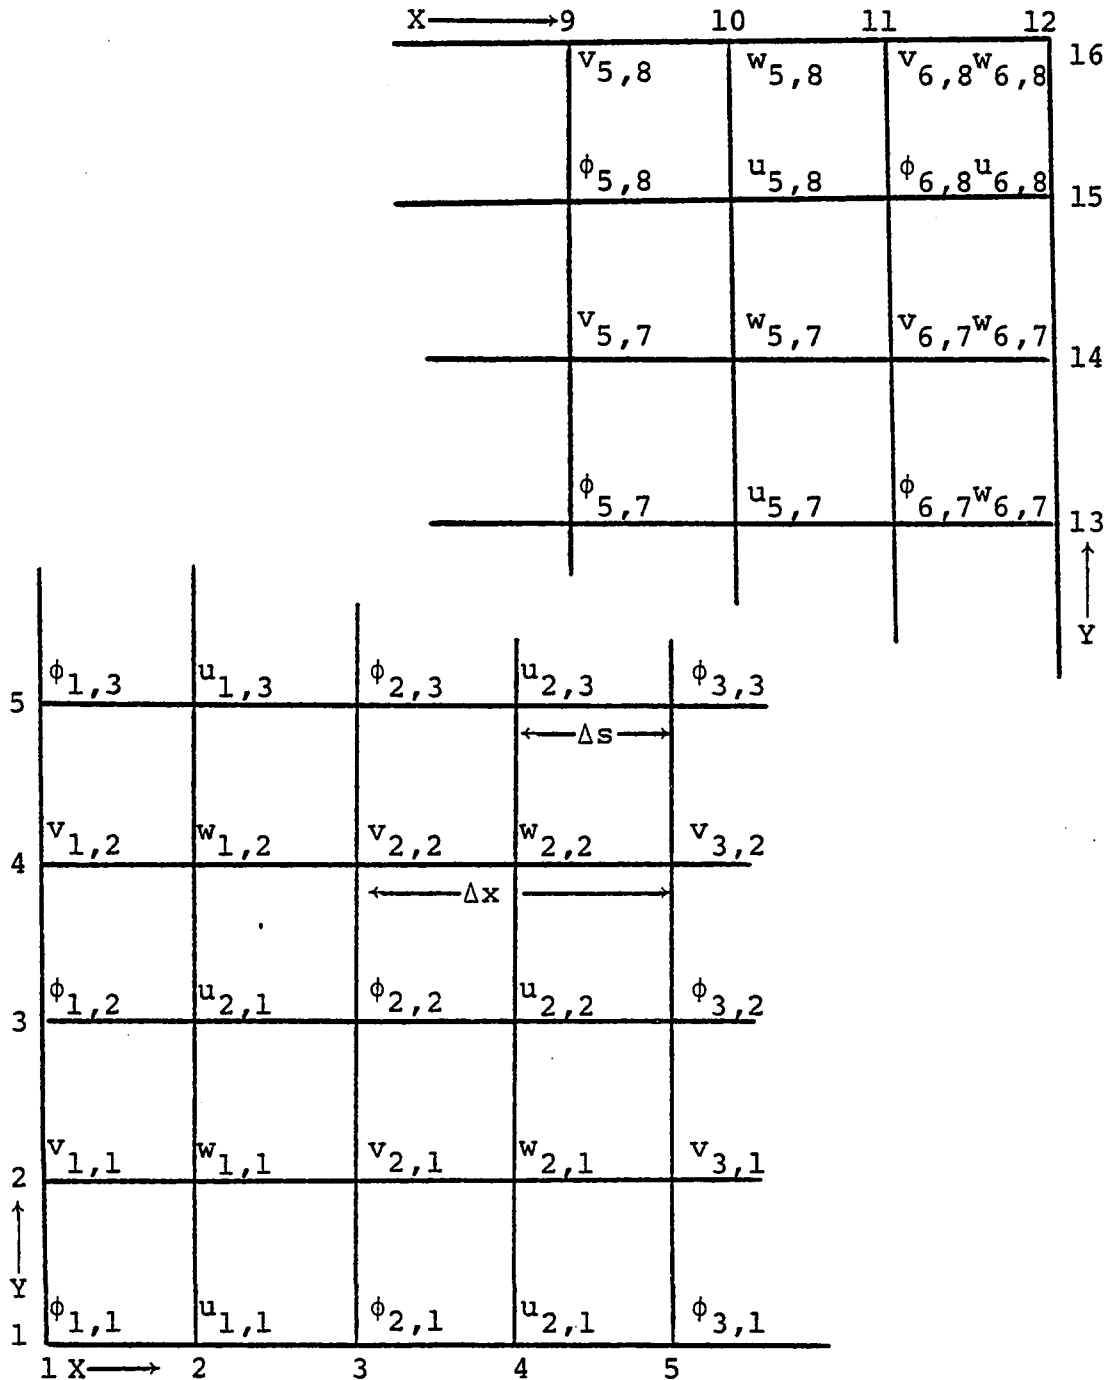 X 9 10 11 12
v5,8 w5,8 v6,8 w6,8 16
ϕ5,8 u5,8 ϕ6,8 u6,8 15
v5,7 w5,7 v6,7 w6,7 14
ϕ5,7 u5,7 ϕ6,7 w6,7 13
Y
5 ϕ1,3 u1,3 ϕ2,3 u2,3 ϕ3,3
Δs
4 v1,2 w1,2 v2,2 w2,2 v3,2
Δx
3 ϕ1,2 u2,1 ϕ2,2 u2,2 ϕ3,2
2 v1,1 w1,1 v2,1 w2,1 v3,1
Y
1 ϕ1,1 u1,1 ϕ2,1 u2,1 ϕ3,1
1 X 2 3 4 5